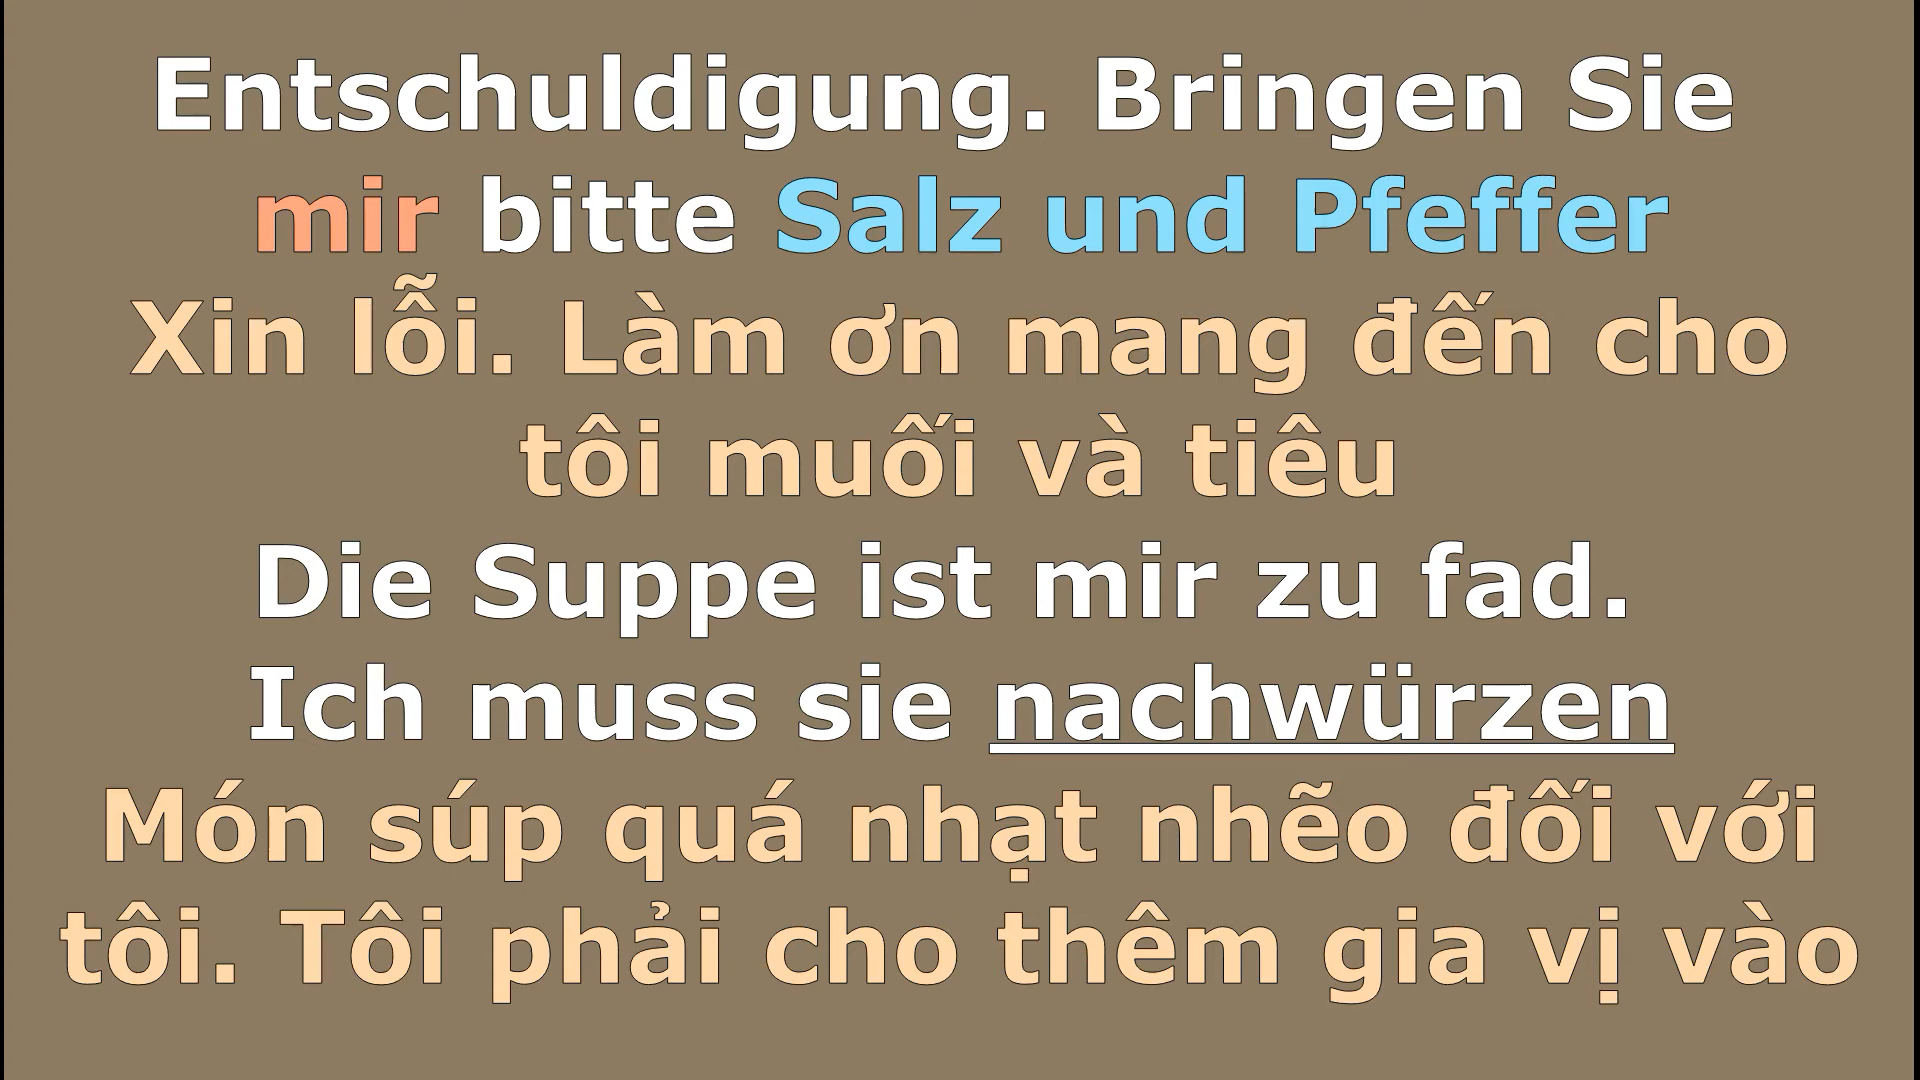 Entschuldigung. Bringen Sie
mir bitte Salz und Pfeffer
Xin lỗi. Làm ơn mang đến cho
tôi muối và tiêu
Die Suppe ist mir zu fad.
Ich muss sie nachwürzen
Món súp quá nhạt nhẽo đối với
tôi. Tôi phải cho thêm gia vị vào